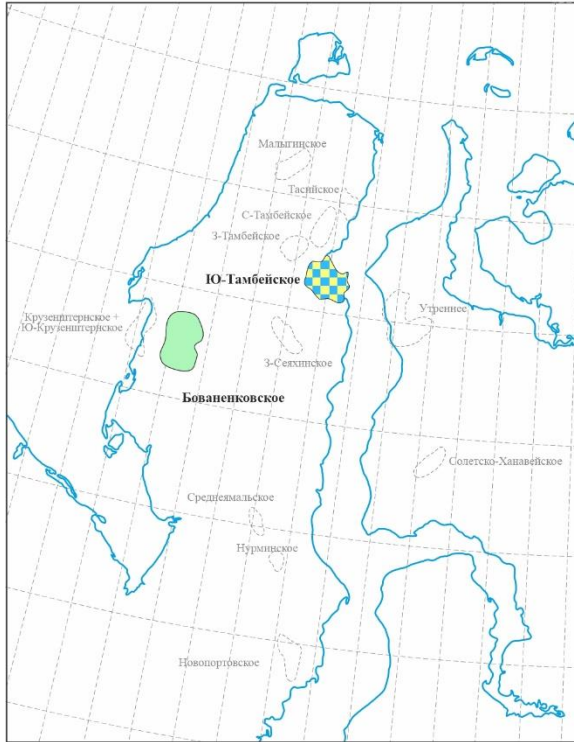 Малыгинское
Тасийское
С-Тамбейское
З-Тамбейское
Ю-Тамбейское
Утреннее
Крузенштернское +
Ю-Крузенштернское
З-Сеяхинское
Бованенковское
Солетско-Ханавейское
Среднеямальское
Нурминское
Новопортовское